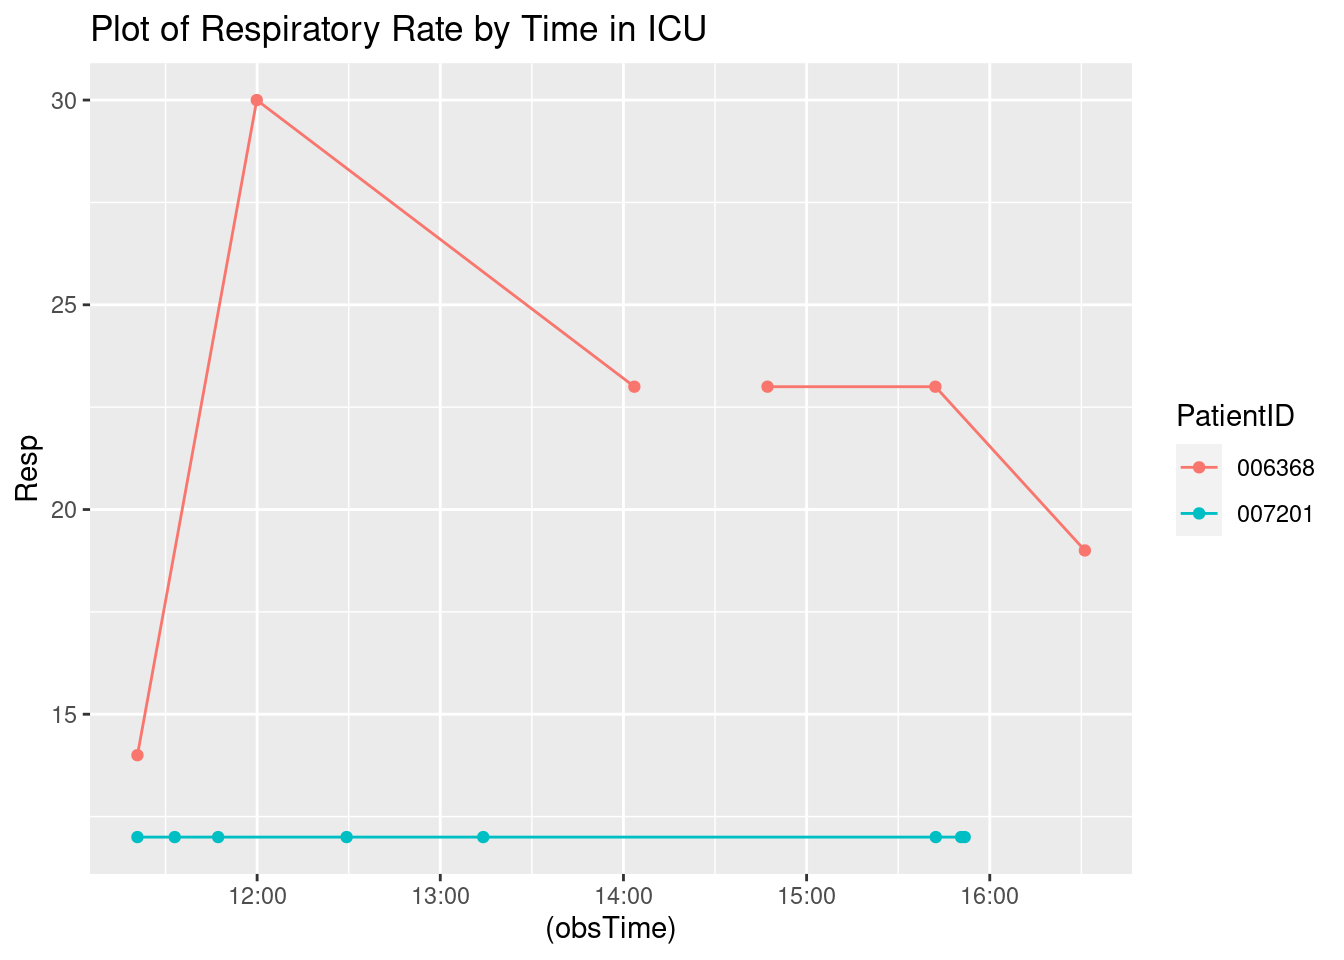 Plot of Respiratory Rate by Time in ICU
30
25
20
15
Resp
12:00
13:00
14:00
15:00
16:00
(obsTime)
PatientID
006368
007201